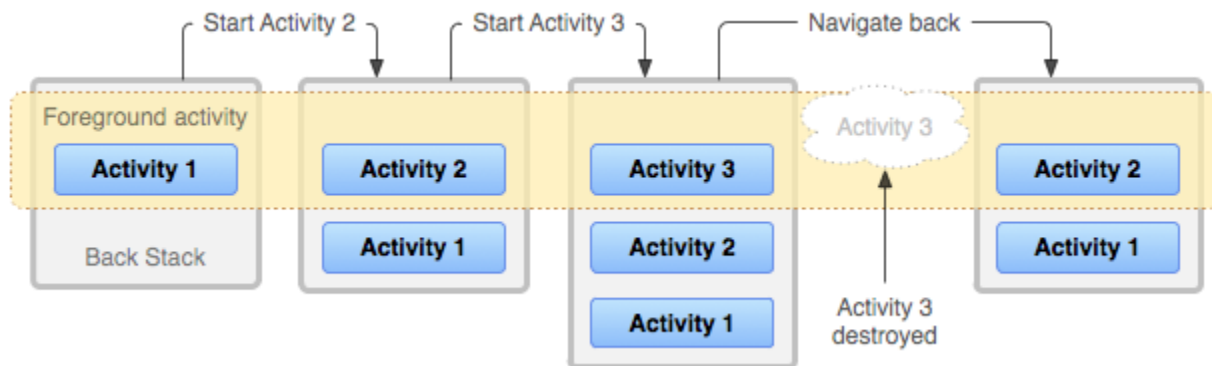 Start Activity 2
Start Activity 3
Navigate back
Foreground activity
Activity 1
Back Stack
Activity 2
Activity 1
Activity 3
Activity 2
Activity 1
Activity 3
Activity 3
destroyed
Activity 2
Activity 1